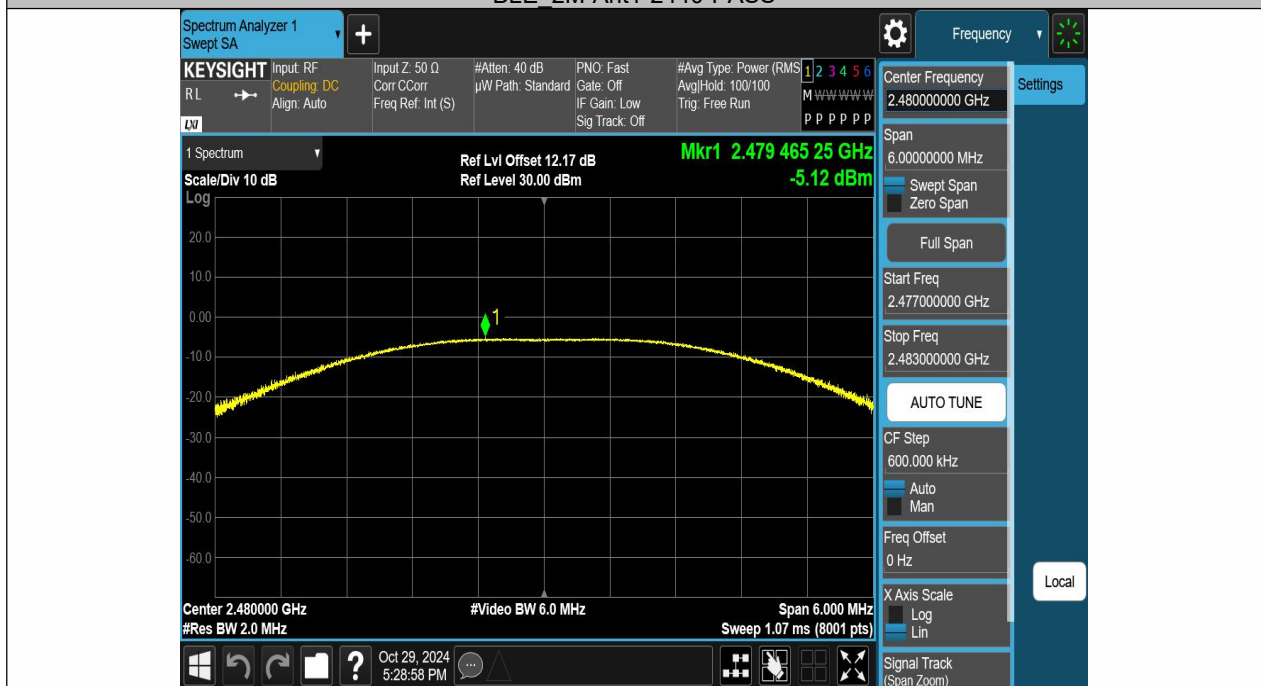 Spectrum Analyzer 1
Swept SA
Frequency
KEYSIGHT
RL
LXI
Input: RF
Coupling: DC
Align: Auto
Input Z: 50 Ω
Corr CCorr
Freq Ref: Int (S)
#Atten: 40 dB
µW Path: Standard
PNO: Fast
Gate: Off
IF Gain: Low
Sig Track: Off
#Avg Type: Power (RMS
Avg|Hold: 100/100
Trig: Free Run
1 2 3 4 5 6
M W W W W W
P P P P P P
1 Spectrum
Scale/Div 10 dB
Log
Ref Lvl Offset 12.17 dB
Ref Level 30.00 dBm
Mkr1 2.479 465 25 GHz
-5.12 dBm
20.0
10.0
0.00
-10.0
-20.0
-30.0
-40.0
-50.0
-60.0
1
Center 2.480000 GHz
#Res BW 2.0 MHz
#Video BW 6.0 MHz
Span 6.000 MHz
Sweep 1.07 ms (8001 pts)
Center Frequency
2.480000000 GHz
Settings
Span
6.00000000 MHz
Swept Span
Zero Span
Full Span
Start Freq
2.477000000 GHz
Stop Freq
2.483000000 GHz
AUTO TUNE
CF Step
600.000 kHz
Auto
Man
Freq Offset
0 Hz
X Axis Scale
Log
Lin
Local
Signal Track
(Span Zoom)
?
Oct 29, 2024
5:28:58 PM